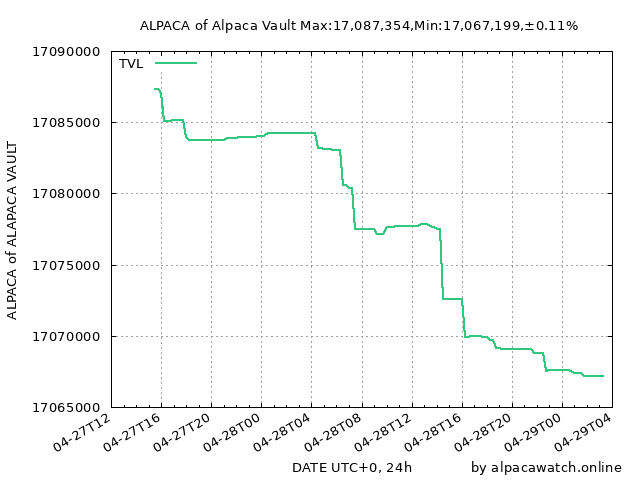 ALPACA of Alpaca Vault Max:17,087,354,Min:17,067,199,±0.11%
17090000
TVL
17085000
17080000
17075000
17070000
17065000
ALPACA of ALAPACA VAULT
04-27T12
04-27T16
04-27T20
04-28T00
04-28T04
04-28T08
04-28T12
04-28T16
04-28T20
04-29T00
04-29T04
DATE UTC+0, 24h
by alpacawatch.online